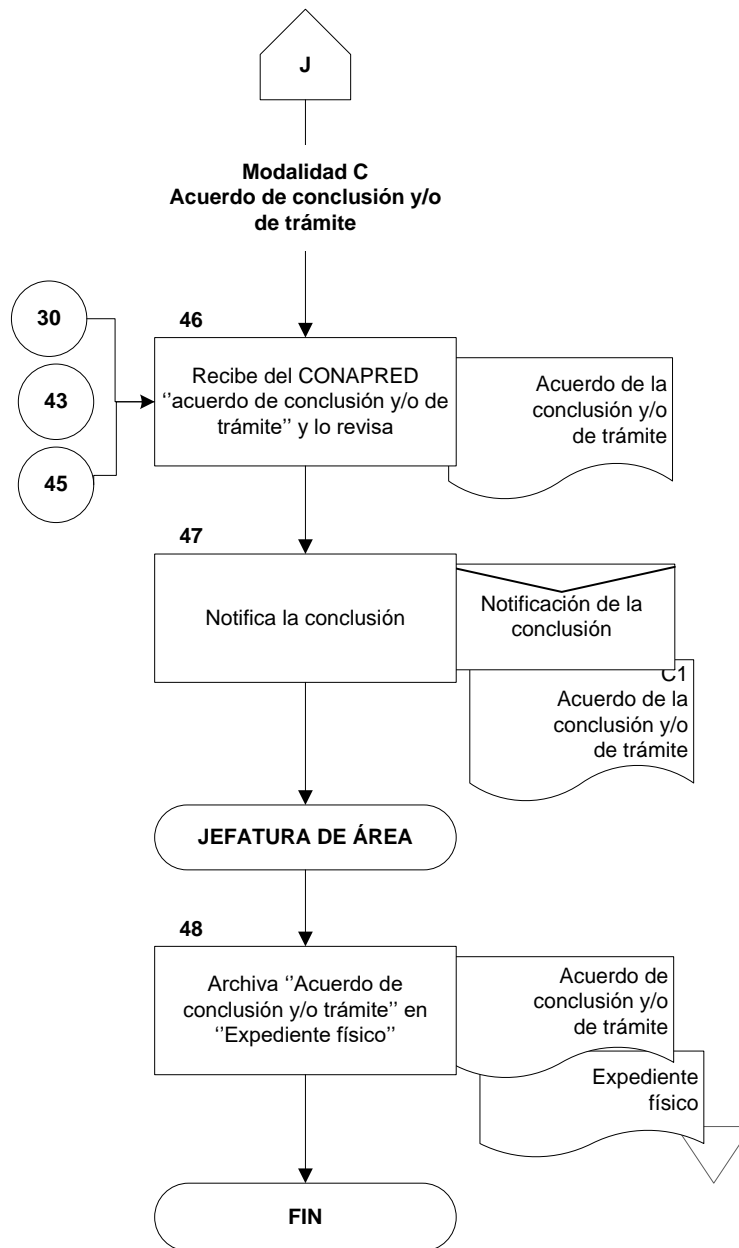 J
Modalidad C
Acuerdo de conclusión y/o
de trámite
30
43
45
46
Recibe del CONAPRED
‘’acuerdo de conclusión y/o de
trámite’’ y lo revisa
Acuerdo de la
conclusión y/o
de trámite
47
Notifica la conclusión
Notificación de la
conclusión
C1
Acuerdo de la
conclusión y/o
de trámite
JEFATURA DE ÁREA
48
Archiva ‘’Acuerdo de
conclusión y/o trámite’’ en
‘’Expediente físico’’
Acuerdo de
conclusión y/o
de trámite
Expediente
físico
FIN